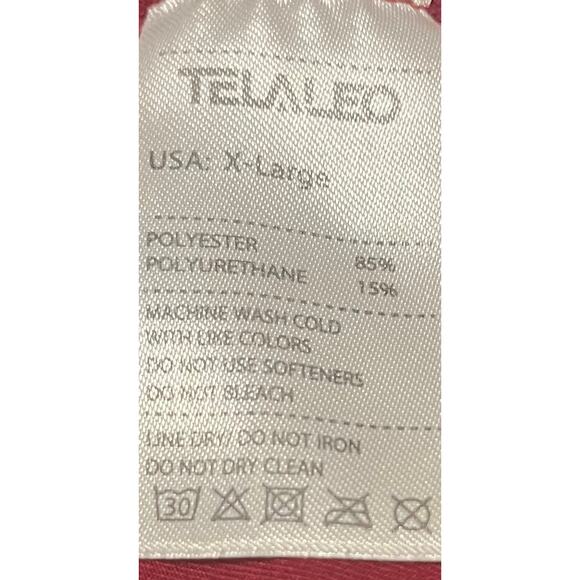 TELALEO
USA: X-Large
POLYESTER 85%
POLYURETHANE 15%
MACHINE WASH COLD
WITH LIKE COLORS
DO NOT USE SOFTENERS
DO NOT BLEACH
LINE DRY/ DO NOT IRON
DO NOT DRY CLEAN
30